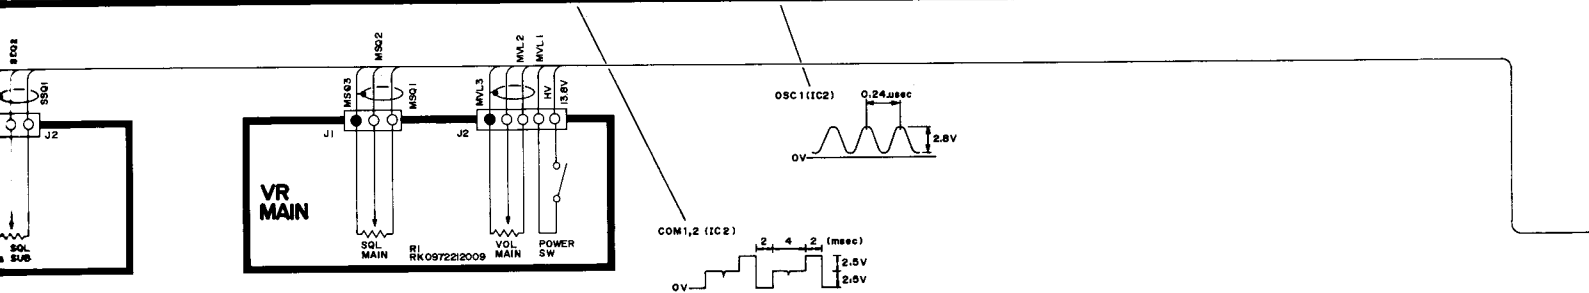 SSQ2
SSQ1
J2
SQL
SUB
MSQ3
MSQ2
MSQ1
J1
MVL3
MVL2
MVL1
HV
13.8V
J2
VR
MAIN
SQL
MAIN
R1
RK0972212009
VOL
MAIN
POWER
SW
OSC1(IC2)
0.24μsec
2.8V
0V
COM1,2 (IC2)
2 4 2 (msec)
2.5V
2.5V
0V